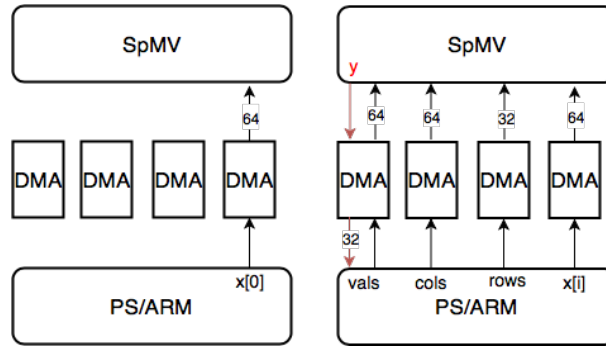 SpMV
64
DMA DMA DMA DMA
x[0]
PS/ARM
SpMV
y
64 64 32 64
DMA DMA DMA DMA
32
vals cols rows x[i]
PS/ARM